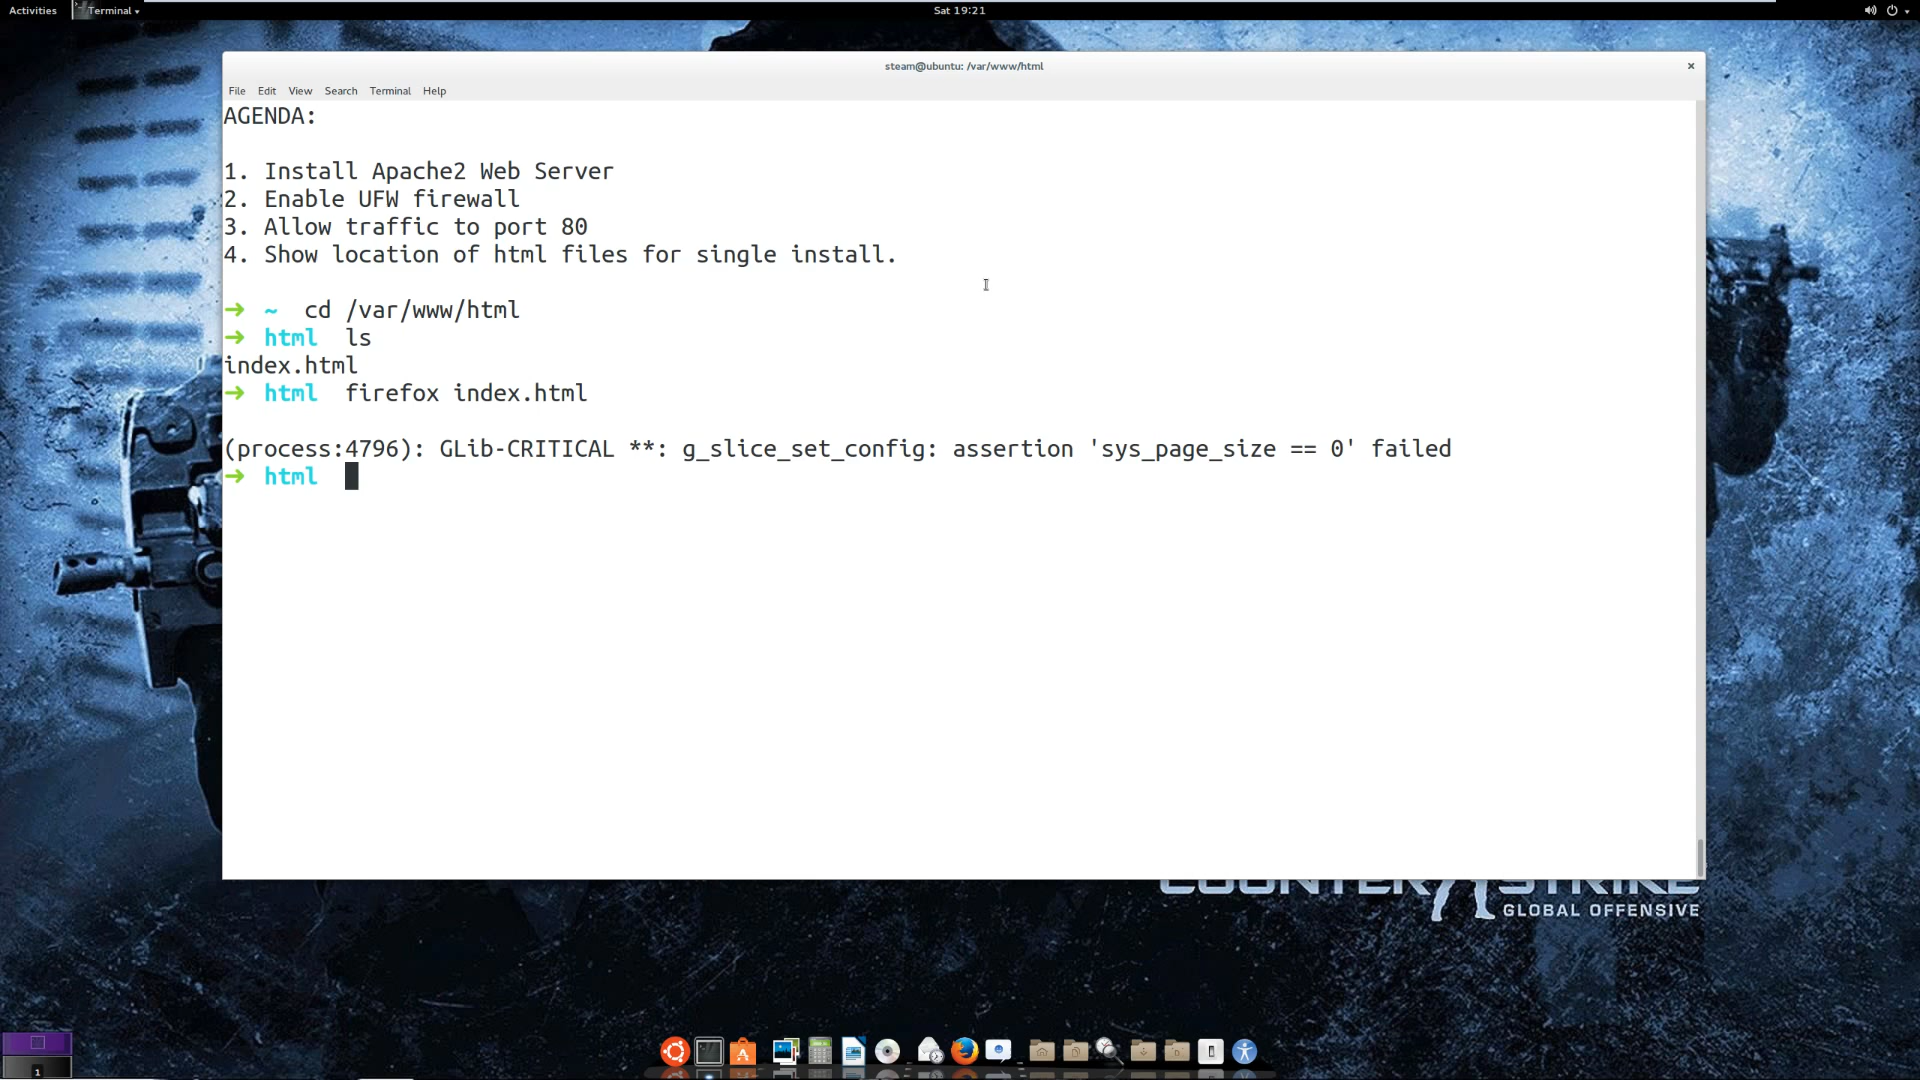 Activities Terminal Sat 19:21
steam@ubuntu: /var/www/html ×
File Edit View Search Terminal Help
AGENDA:
1. Install Apache2 Web Server
2. Enable UFW firewall
3. Allow traffic to port 80
4. Show location of html files for single install.
➜ ~ cd /var/www/html
➜ html ls
index.html
➜ html firefox index.html
(process:4796): GLib-CRITICAL **: g_slice_set_config: assertion 'sys_page_size == 0' failed
➜ html
COUNTER STRIKE
GLOBAL OFFENSIVE
1